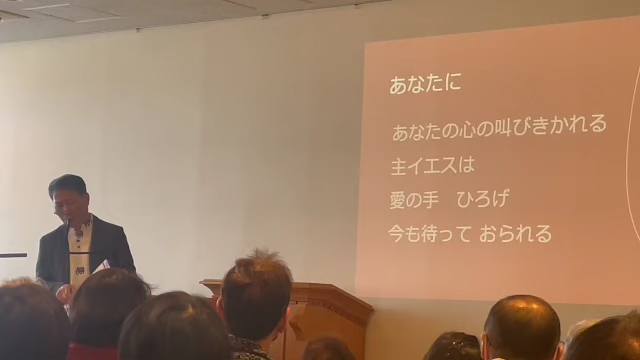 あなたに
あなたの心の叫びきかれる
主イエスは
愛の手　ひろげ
今も待って おられる